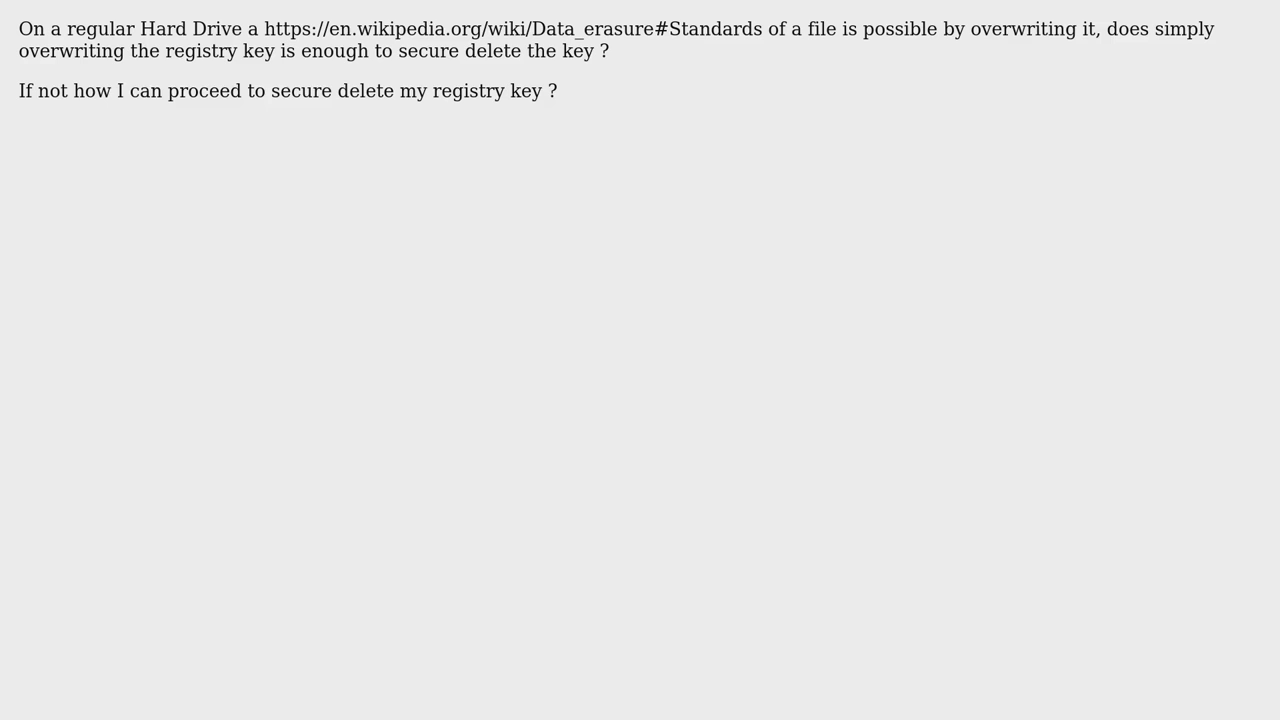 On a regular Hard Drive a https://en.wikipedia.org/wiki/Data_erasure#Standards of a file is possible by overwriting it, does simply
overwriting the registry key is enough to secure delete the key ?
If not how I can proceed to secure delete my registry key ?